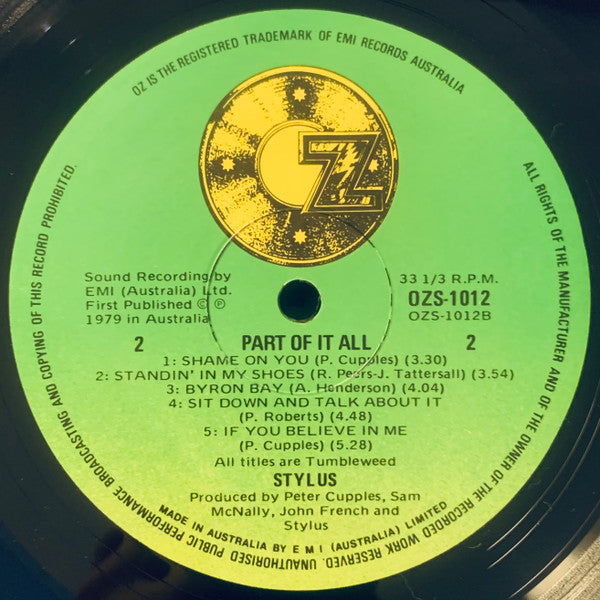 OZ IS THE REGISTERED TRADEMARK OF EMI RECORDS AUSTRALIA
OZ
Sound Recording by
EMI (Australia) Ltd.
First Published © ℗
1979 in Australia
33 1/3 R.P.M.
OZS-1012
OZS-1012B
2
PART OF IT ALL
2
1: SHAME ON YOU (P. Cupples) (3.30)
2: STANDIN' IN MY SHOES (R. Pears-J. Tattersall) (3.54)
3: BYRON BAY (A. Henderson) (4.04)
4: SIT DOWN AND TALK ABOUT IT
(P. Roberts) (4.48)
5: IF YOU BELIEVE IN ME
(P. Cupples) (5.28)
All titles are Tumbleweed
STYLUS
Produced by Peter Cupples, Sam
McNally, John French and
Stylus
MADE IN AUSTRALIA BY E M I (AUSTRALIA) LIMITED
ALL RIGHTS OF THE MANUFACTURER AND OF THE OWNER OF THE RECORDED WORK RESERVED. UNAUTHORISED PUBLIC PERFORMANCE BROADCASTING AND COPYING OF THIS RECORD PROHIBITED.